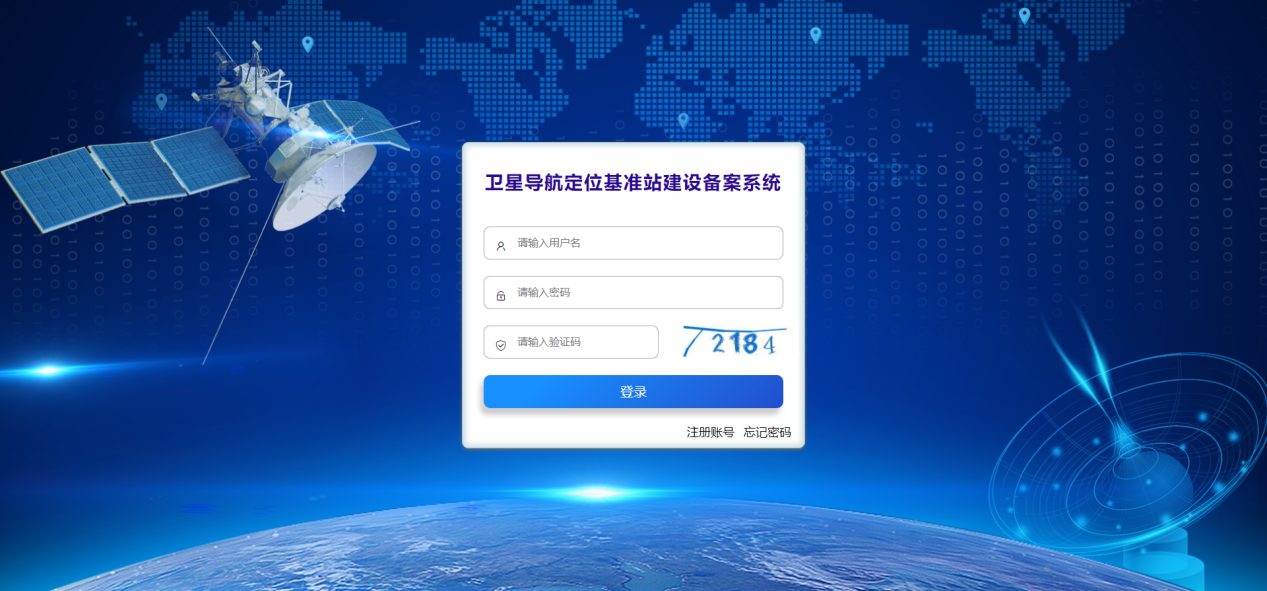 卫星导航定位基准站建设备案系统
请输入用户名
请输入密码
请输入验证码
72184
登录
注册账号 忘记密码